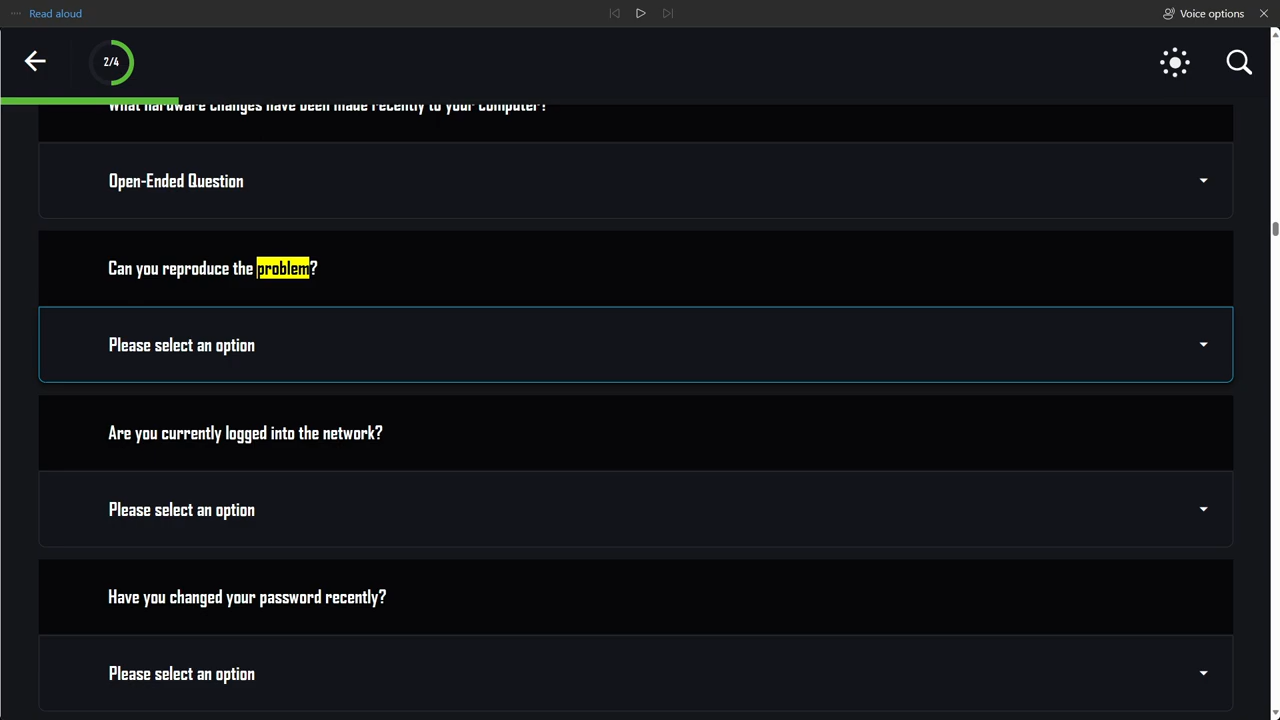 Read aloud
Voice options
2/4
What hardware changes have been made recently to your computer?
Open-Ended Question
Can you reproduce the problem?
Please select an option
Are you currently logged into the network?
Please select an option
Have you changed your password recently?
Please select an option